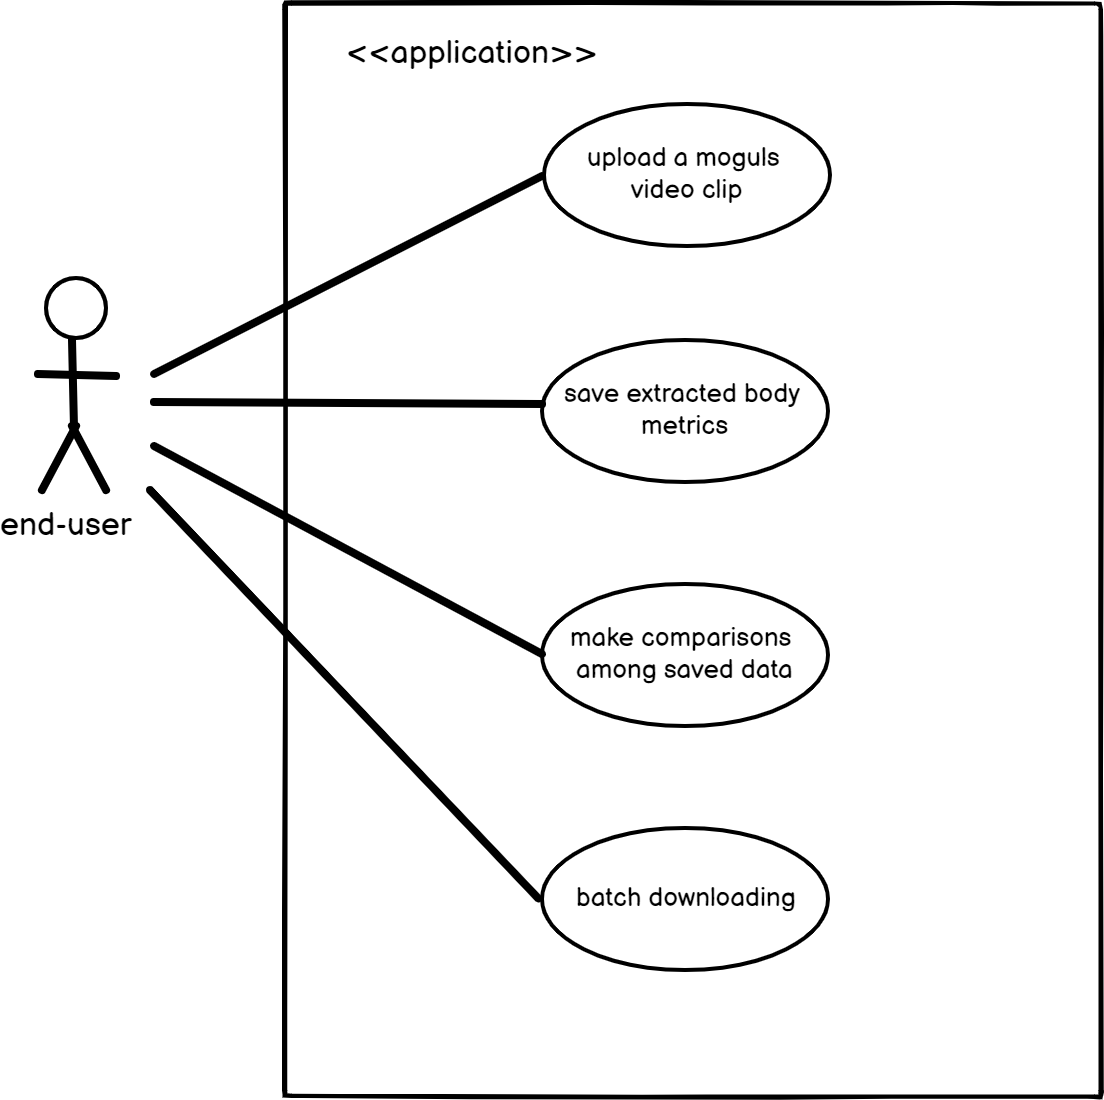 <<application>>
upload a moguls
video clip
save extracted body
metrics
end-user
make comparisons
among saved data
batch downloading